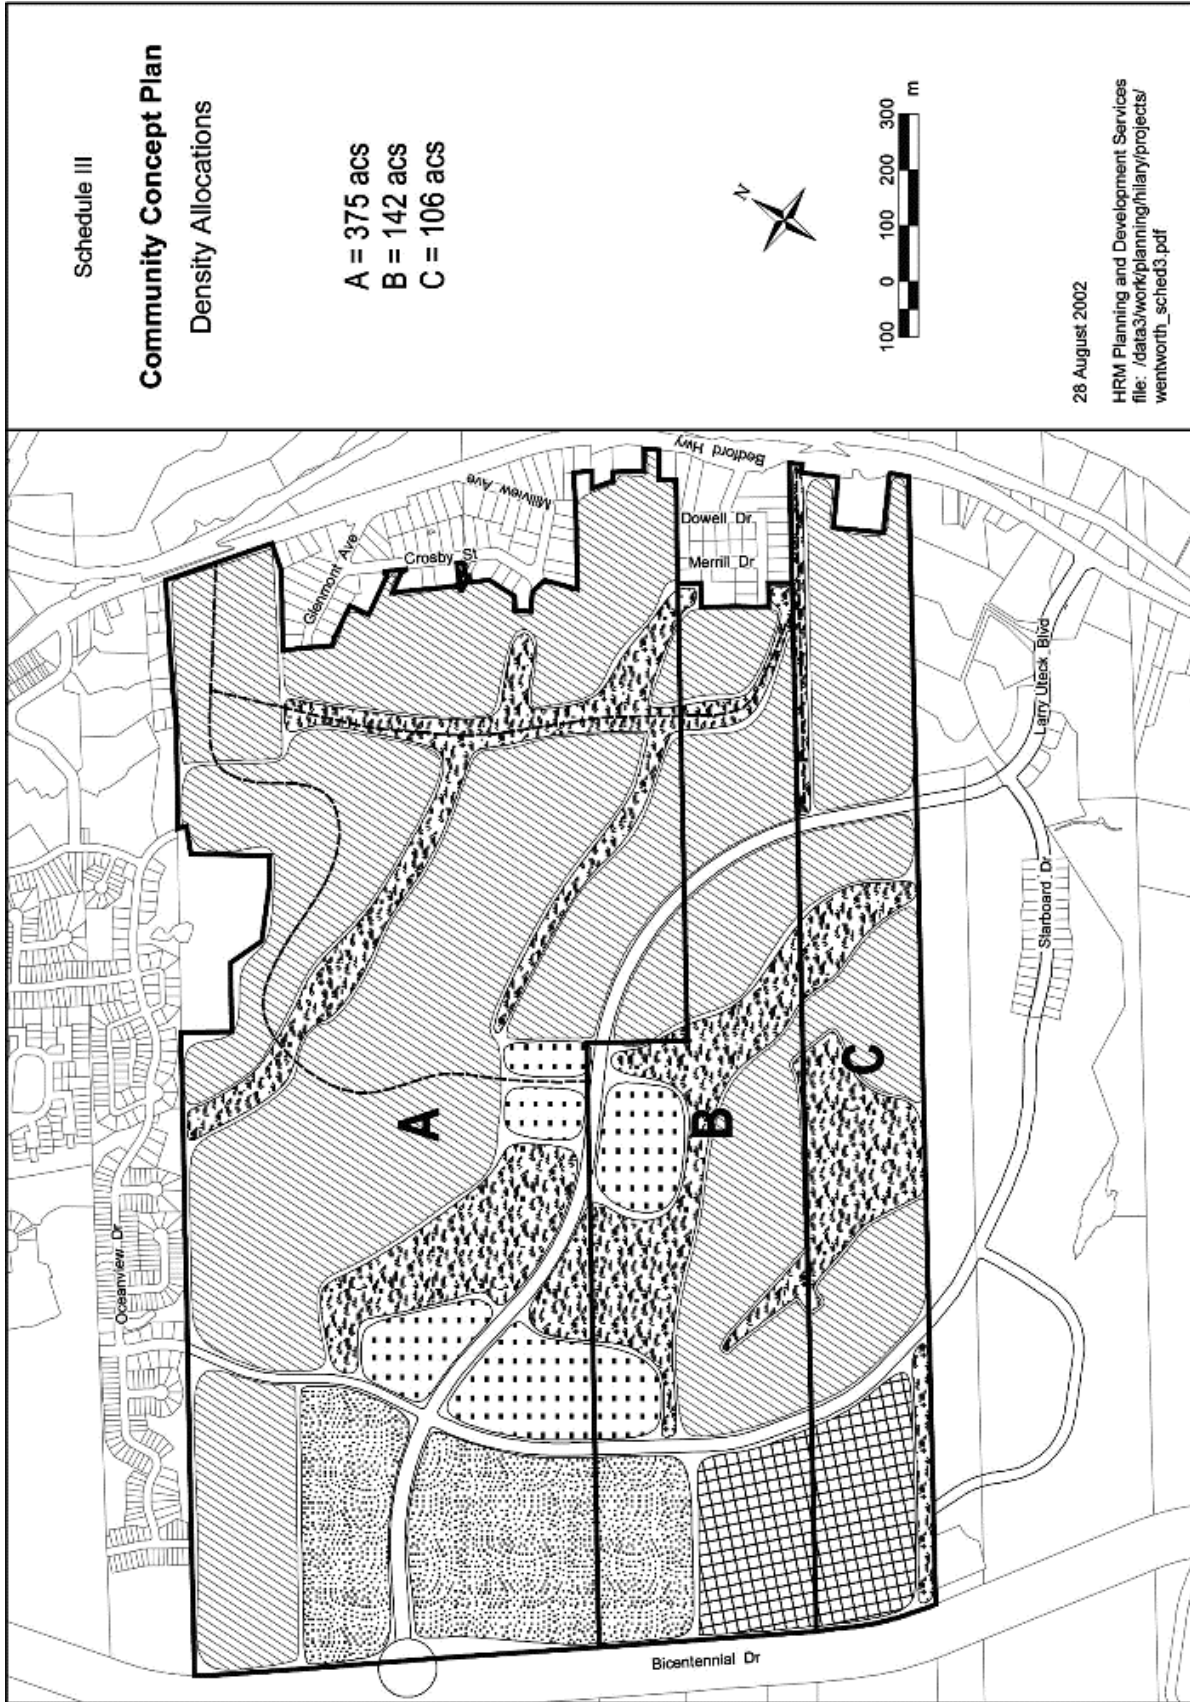 Schedule III
Community Concept Plan
Density Allocations
A = 375 acs
B = 142 acs
C = 106 acs
N
100 0 100 200 300 m
28 August 2002
HRM Planning and Development Services
file: /data3/work/planning/hilary/projects/
wentworth_sched3.pdf
Bedford Hwy
Millview Ave
Glenmont Ave
Crosby St
Dowell Dr
Merrill Dr
Larry Uteck Blvd
Starboard Dr
Oceanview Dr
A
B
C
Bicentennial Dr